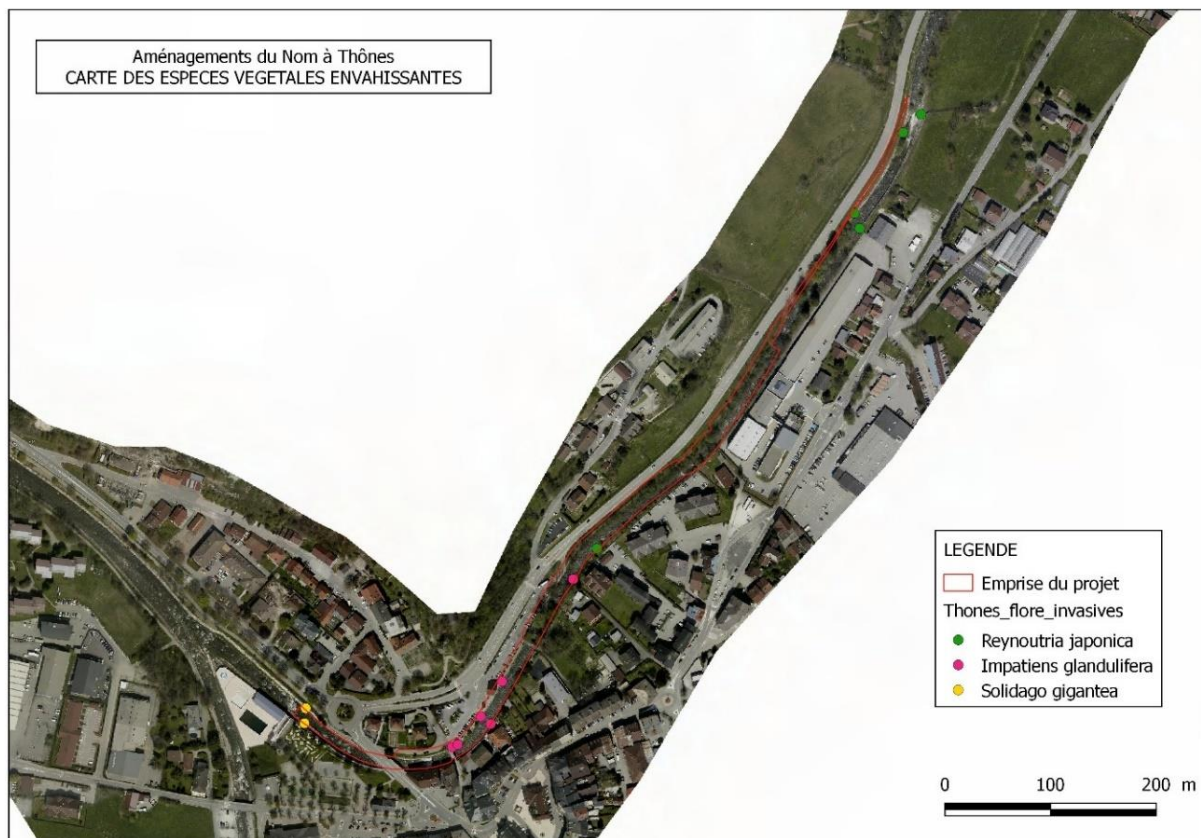 Aménagements du Nom à Thônes
CARTE DES ESPECES VEGETALES ENVAHISSANTES
LEGENDE
Emprise du projet
Thones_flore_invasives
Reynoutria japonica
Impatiens glandulifera
Solidago gigantea
0 100 200 m